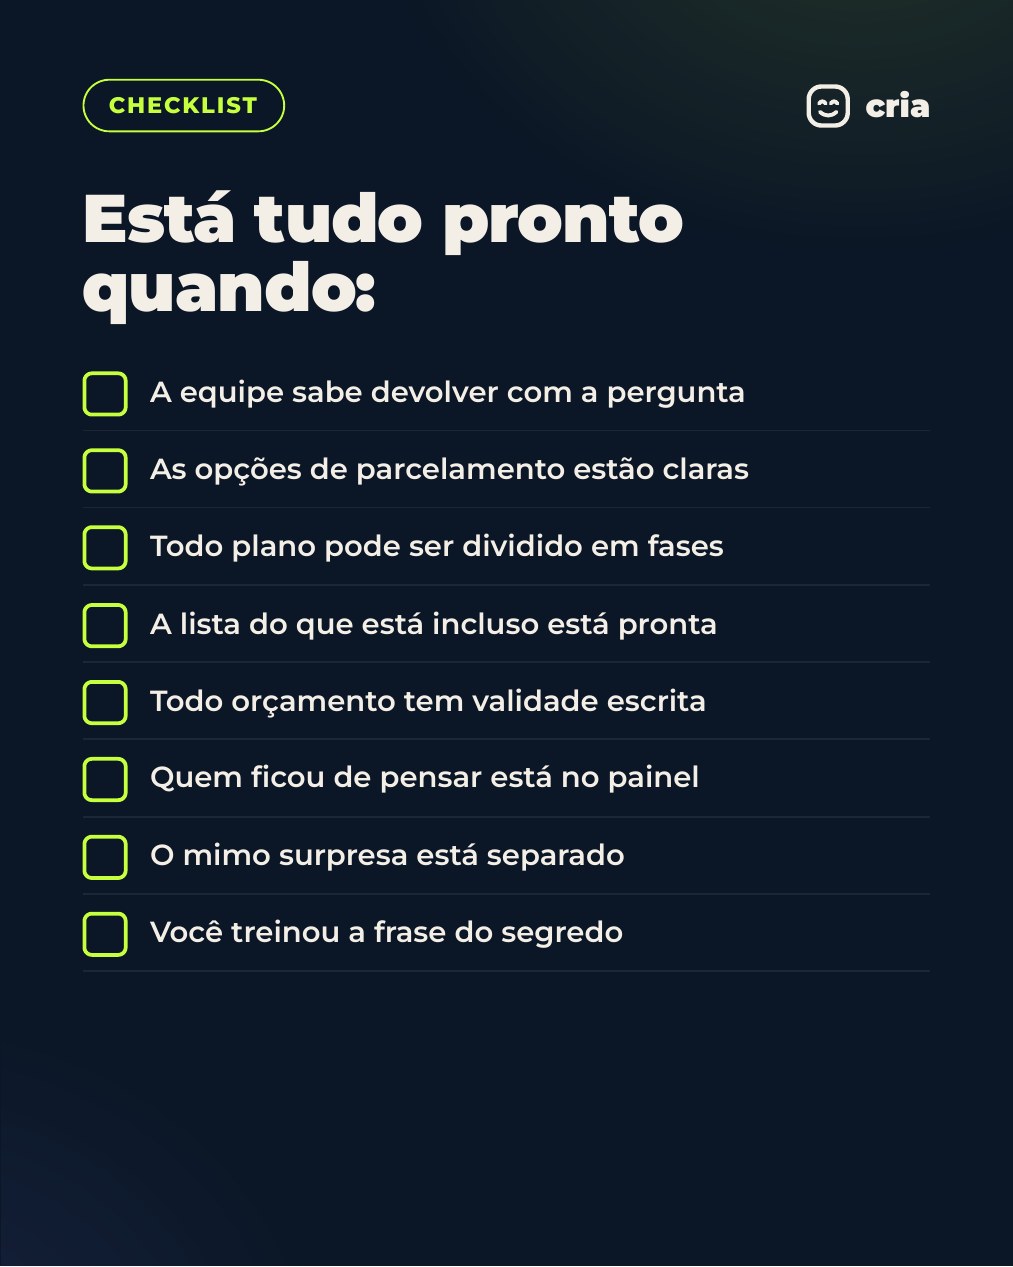 CHECKLIST
cria
Está tudo pronto
quando:
A equipe sabe devolver com a pergunta
As opções de parcelamento estão claras
Todo plano pode ser dividido em fases
A lista do que está incluso está pronta
Todo orçamento tem validade escrita
Quem ficou de pensar está no painel
O mimo surpresa está separado
Você treinou a frase do segredo